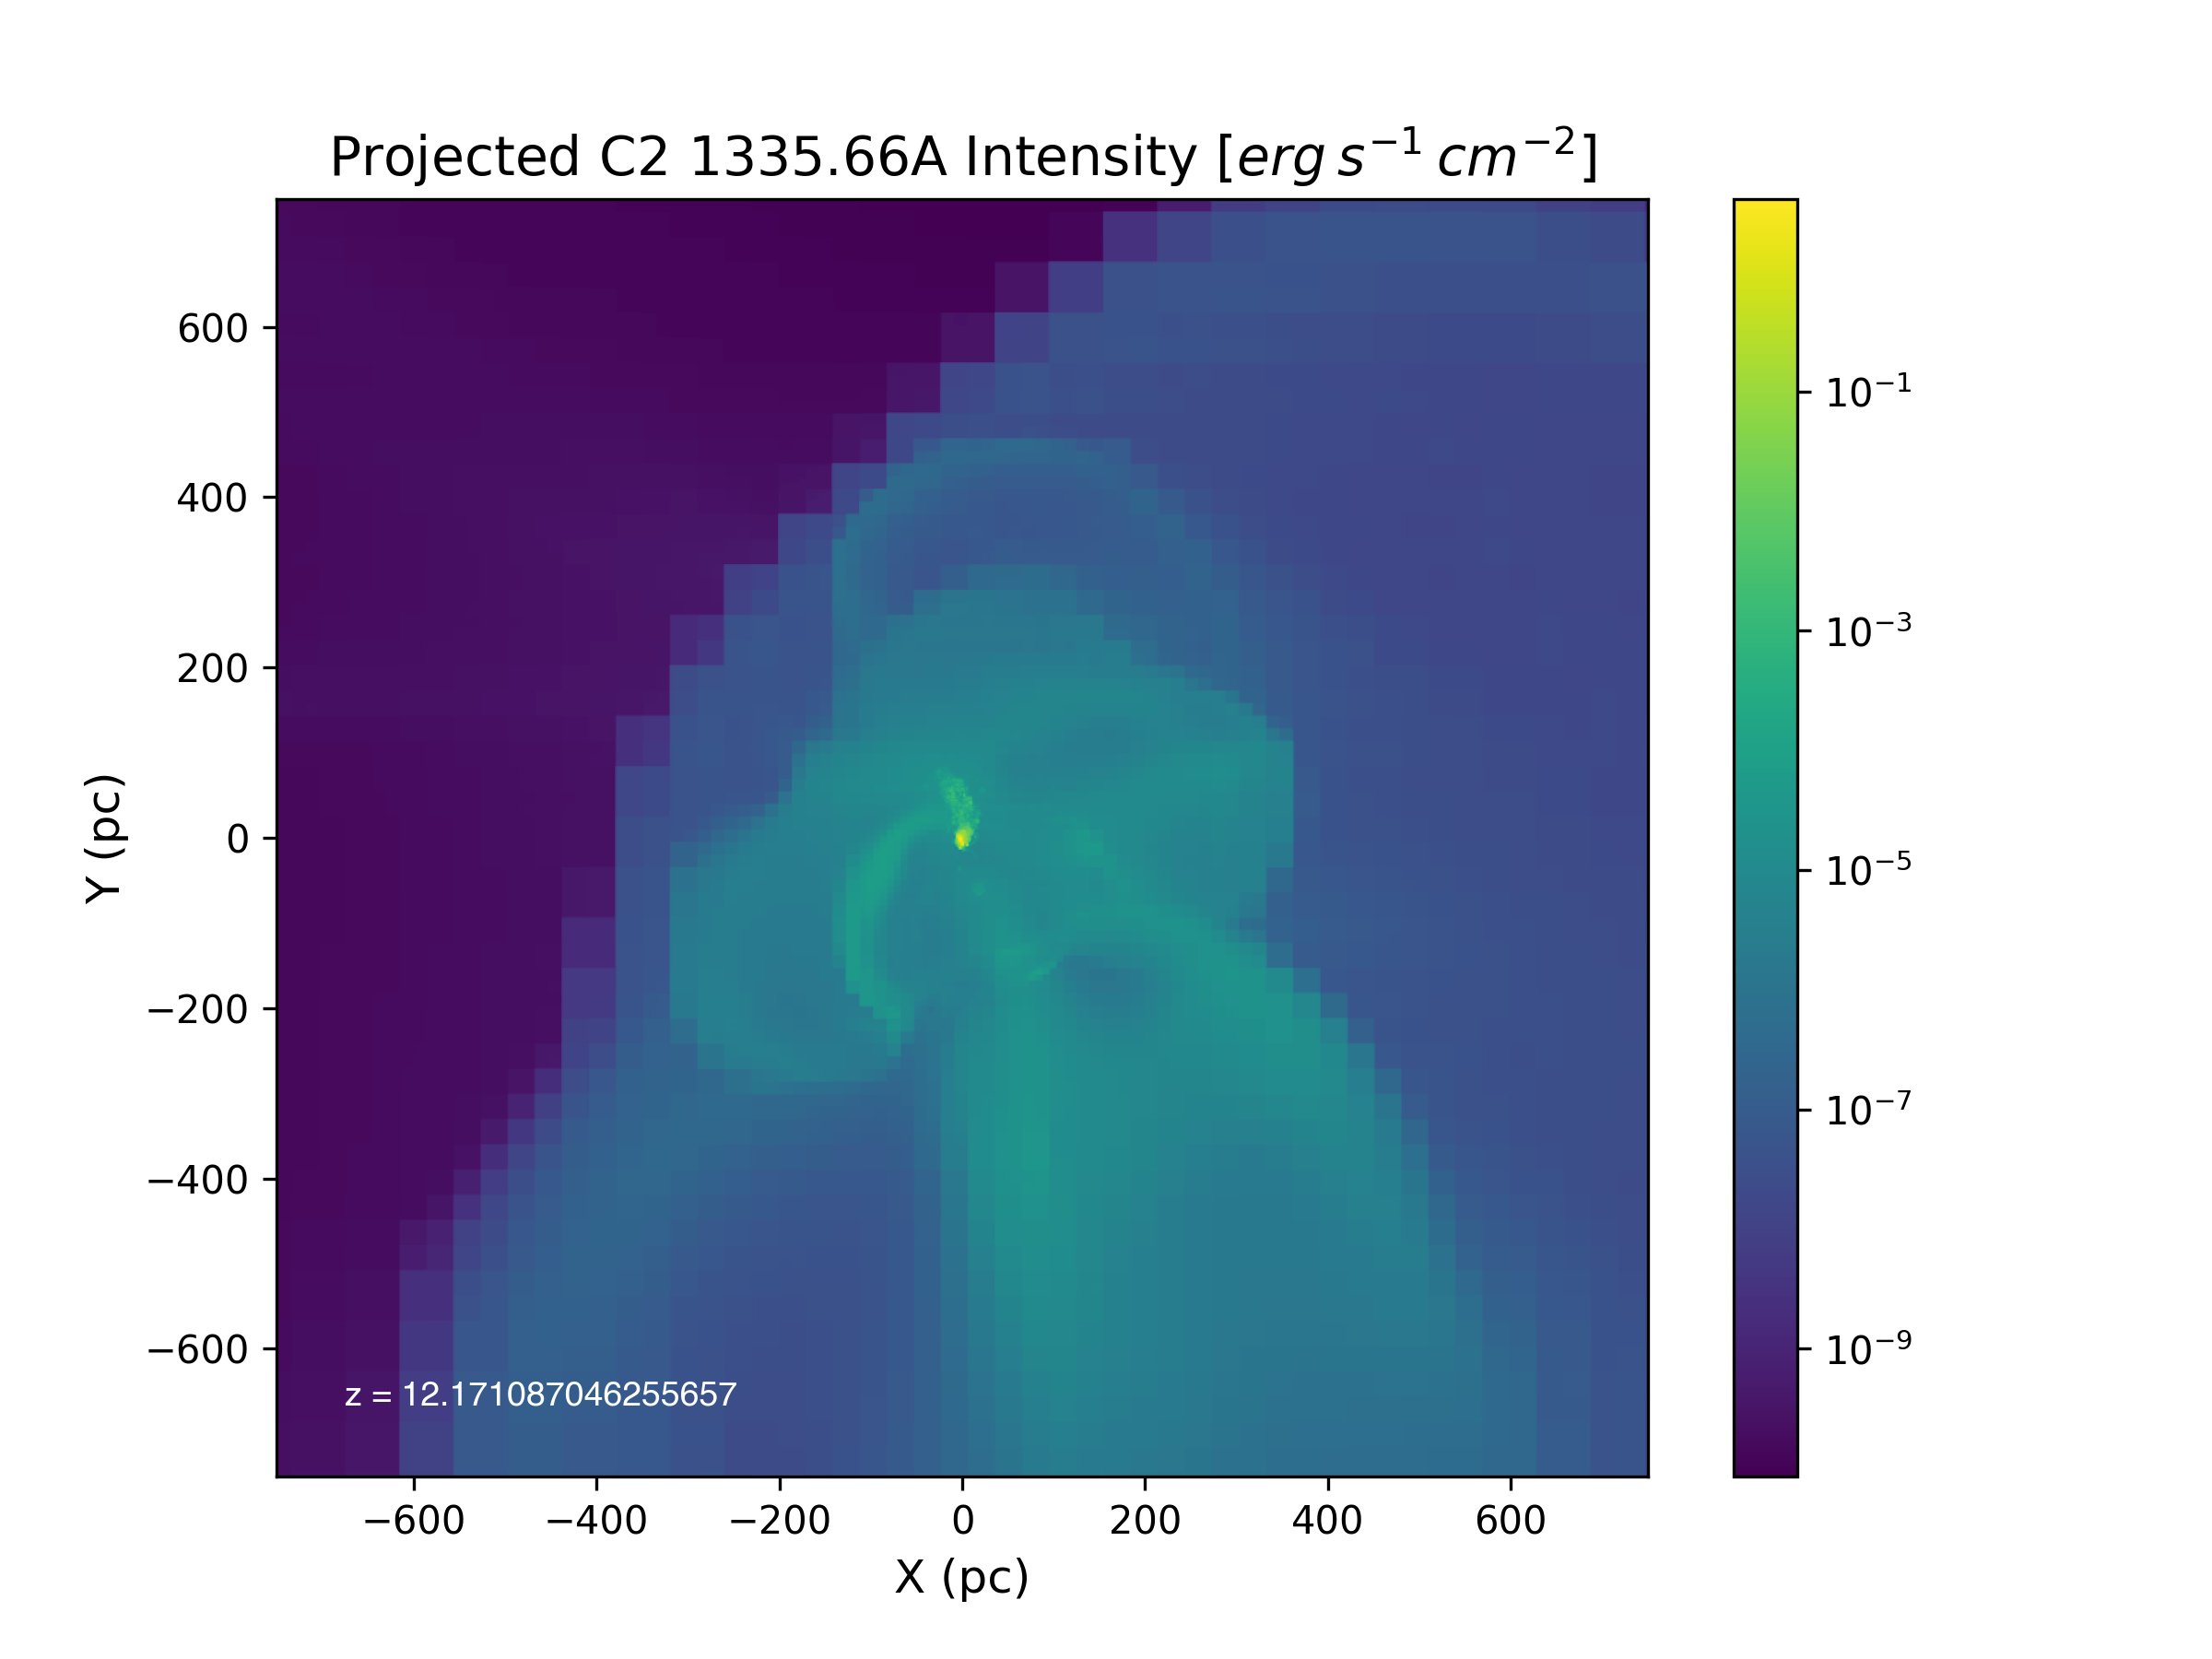 Projected C2 1335.66A Intensity [erg s⁻¹ cm⁻²]
600
400
200
0
−200
−400
−600
Y (pc)
z = 12.171087046255657
−600 −400 −200 0 200 400 600
X (pc)
10⁻¹
10⁻³
10⁻⁵
10⁻⁷
10⁻⁹